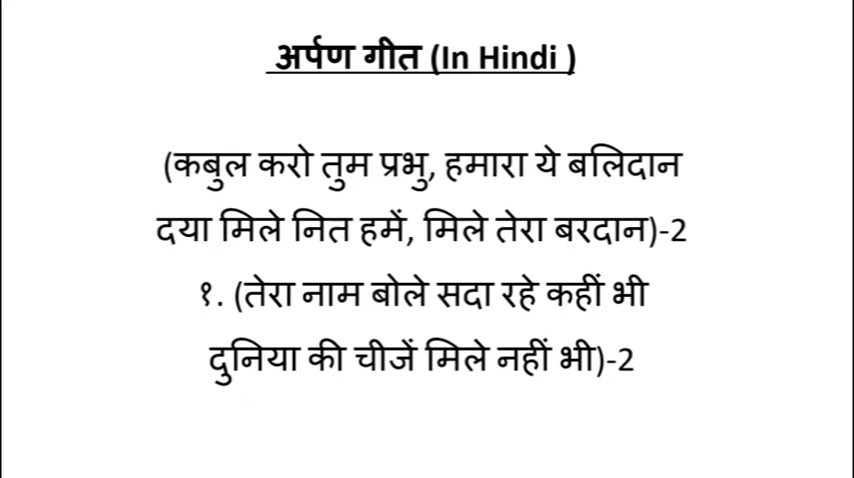 अर्पण गीत (In Hindi )
(कबुल करो तुम प्रभु, हमारा ये बलिदान
दया मिले नित हमें, मिले तेरा बरदान)-2
१. (तेरा नाम बोले सदा रहे कहीं भी
दुनिया की चीजें मिले नहीं भी)-2